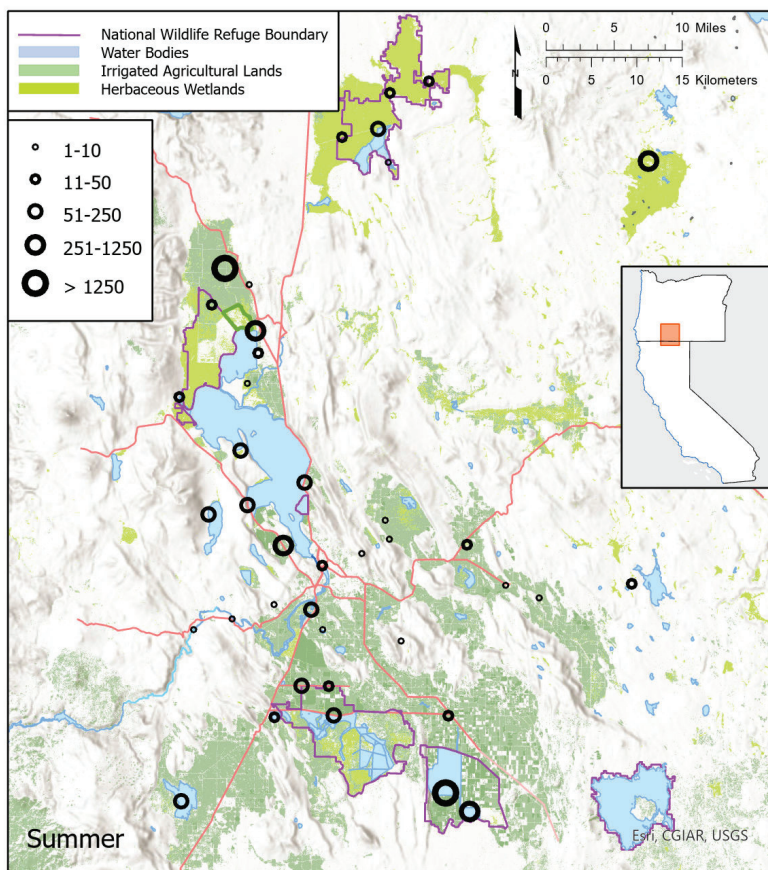 National Wildlife Refuge Boundary
Water Bodies
Irrigated Agricultural Lands
Herbaceous Wetlands
0 5 10 Miles
N
0 5 10 15 Kilometers
1-10
11-50
51-250
251-1250
> 1250
Summer
Esri, CGIAR, USGS